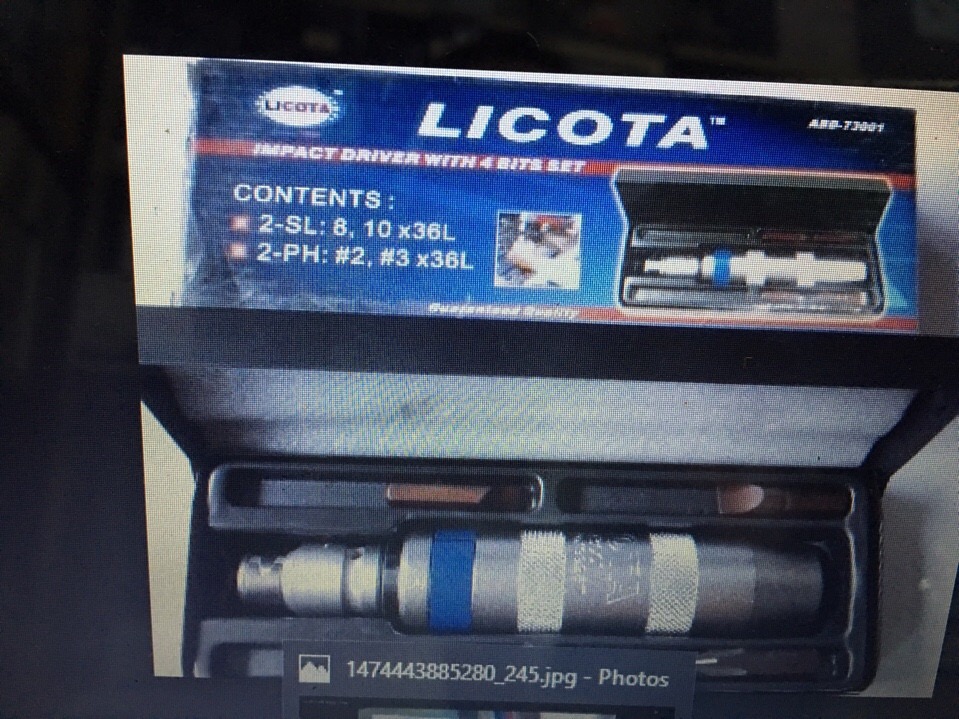 LICOTA
LICOTA™
IMPACT DRIVER WITH 4 BITS SET
CONTENTS :
2-SL: 8, 10 x36L
2-PH: #2, #3 x36L
Guaranteed Quality
1474443885280_245.jpg - Photos